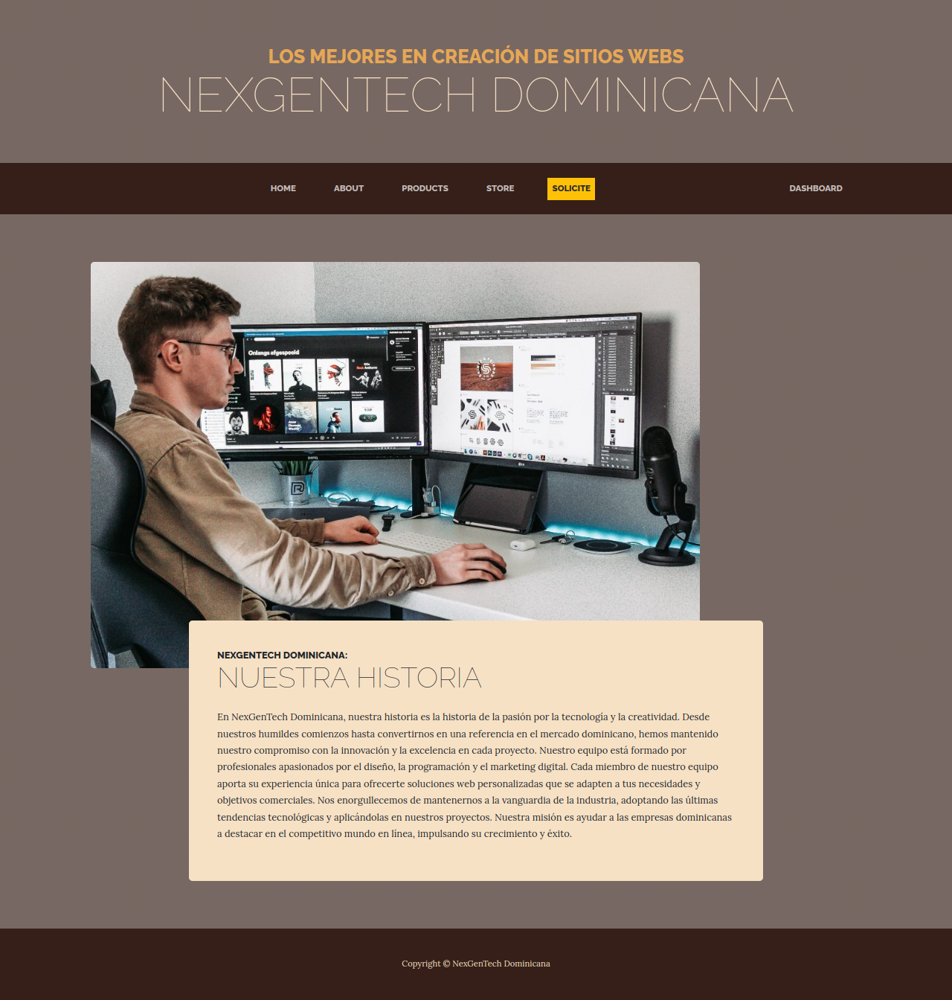 LOS MEJORES EN CREACIÓN DE SITIOS WEBS
NEXGENTECH DOMINICANA
HOME ABOUT PRODUCTS STORE SOLICITE DASHBOARD
Onlangs afgespeeld
NEXGENTECH DOMINICANA:
NUESTRA HISTORIA
En NexGenTech Dominicana, nuestra historia es la historia de la pasión por la tecnología y la creatividad. Desde
nuestros humildes comienzos hasta convertirnos en una referencia en el mercado dominicano, hemos mantenido
nuestro compromiso con la innovación y la excelencia en cada proyecto. Nuestro equipo está formado por
profesionales apasionados por el diseño, la programación y el marketing digital. Cada miembro de nuestro equipo
aporta su experiencia única para ofrecerte soluciones web personalizadas que se adapten a tus necesidades y
objetivos comerciales. Nos enorgullecemos de mantenernos a la vanguardia de la industria, adoptando las últimas
tendencias tecnológicas y aplicándolas en nuestros proyectos. Nuestra misión es ayudar a las empresas dominicanas
a destacar en el competitivo mundo en línea, impulsando su crecimiento y éxito.
Copyright © NexGenTech Dominicana